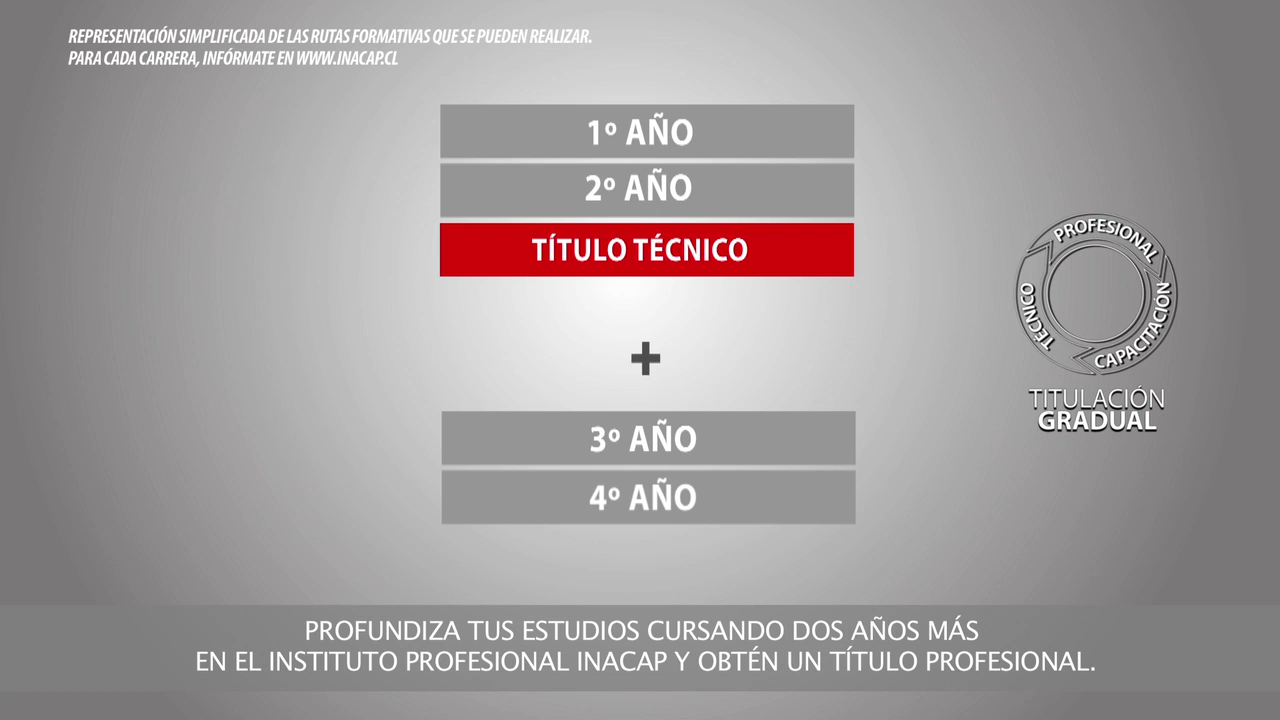 REPRESENTACIÓN SIMPLIFICADA DE LAS RUTAS FORMATIVAS QUE SE PUEDEN REALIZAR.
PARA CADA CARRERA, INFÓRMATE EN WWW.INACAP.CL
1º AÑO
2º AÑO
TÍTULO TÉCNICO
+
3º AÑO
4º AÑO
PROFESIONAL
CAPACITACIÓN
TÉCNICO
TITULACIÓN
GRADUAL
PROFUNDIZA TUS ESTUDIOS CURSANDO DOS AÑOS MÁS
EN EL INSTITUTO PROFESIONAL INACAP Y OBTÉN UN TÍTULO PROFESIONAL.